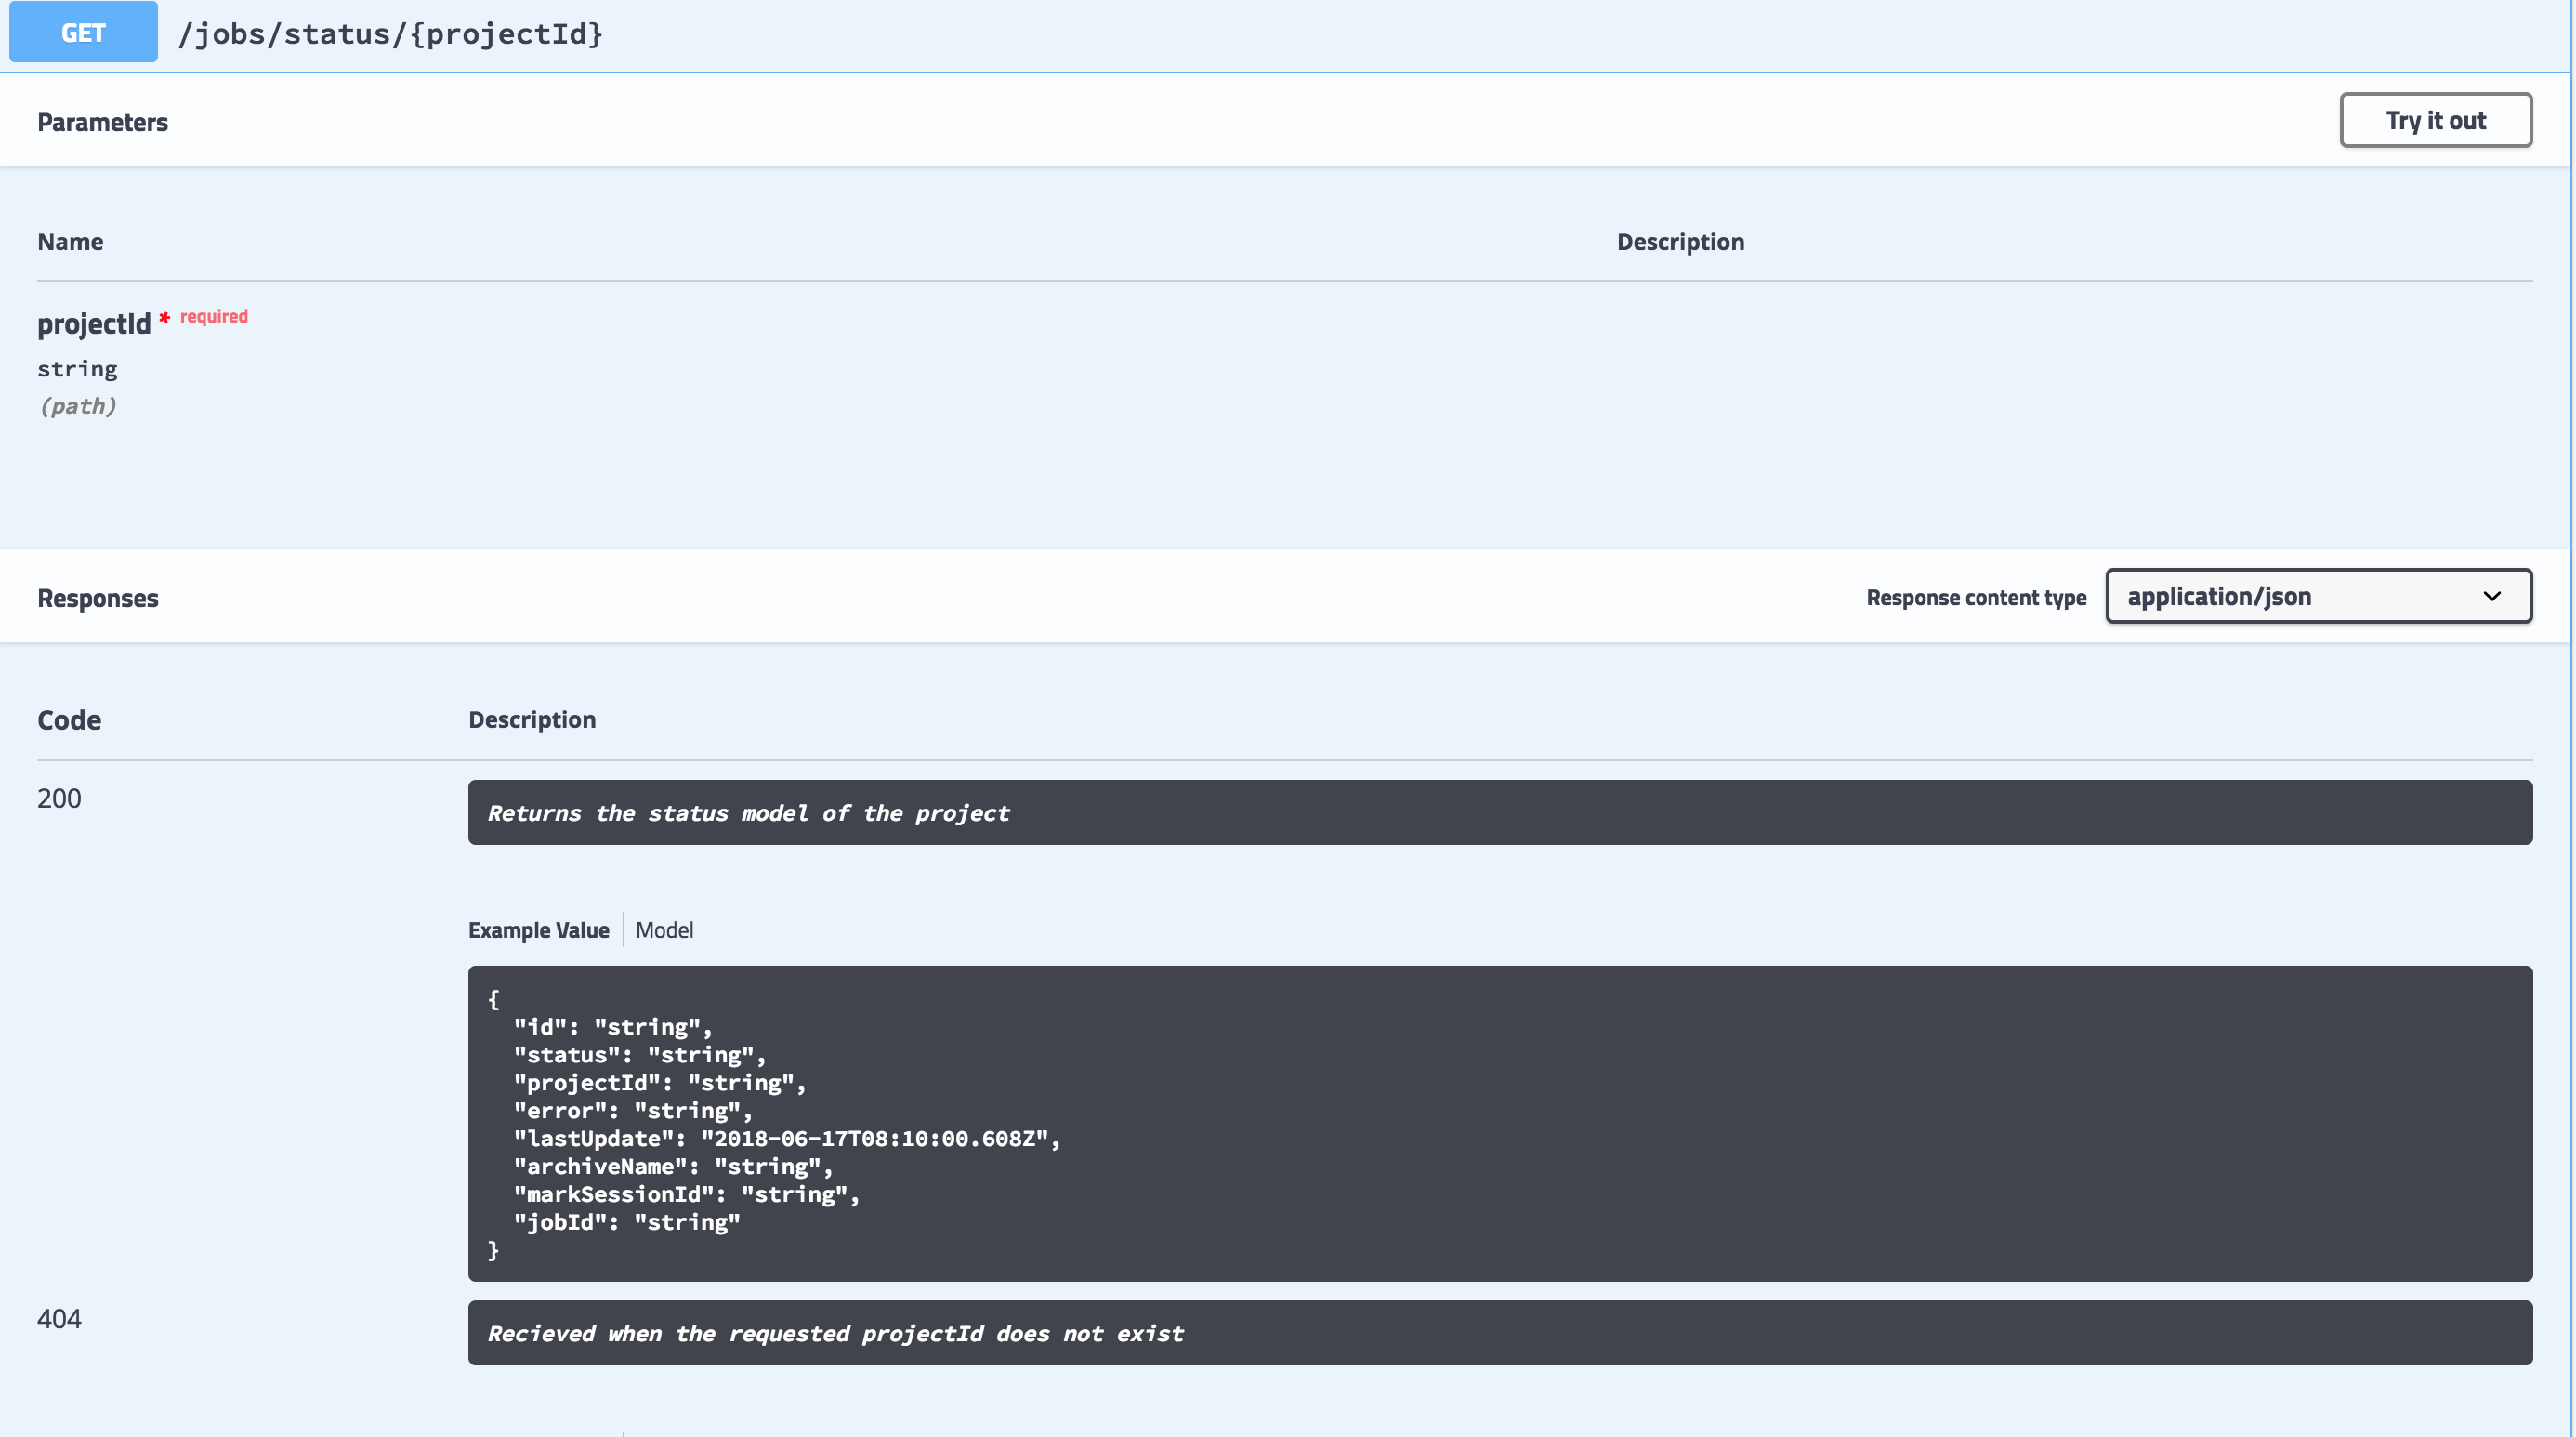 GET /jobs/status/{projectId}
Parameters Try it out
Name Description
projectId * required
string
(path)
Responses Response content type application/json
Code Description
200 Returns the status model of the project
Example Value Model
{
  "id": "string",
  "status": "string",
  "projectId": "string",
  "error": "string",
  "lastUpdate": "2018-06-17T08:10:00.608Z",
  "archiveName": "string",
  "markSessionId": "string",
  "jobId": "string"
}
404 Recieved when the requested projectId does not exist